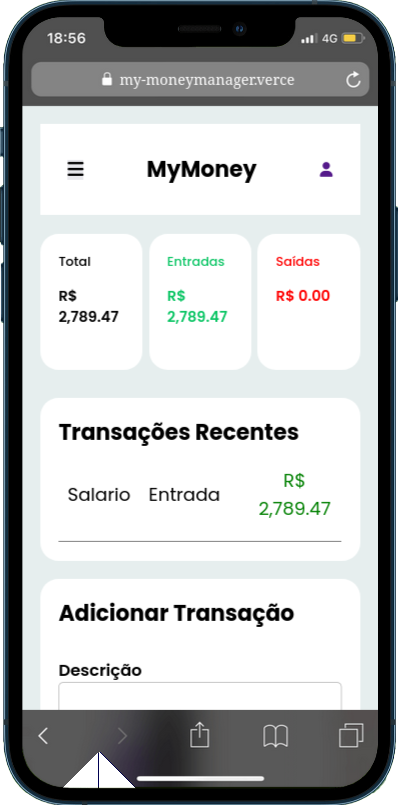 18:56
4G
my-moneymanager.verce
MyMoney
Total
Entradas
Saídas
R$
2,789.47
R$
2,789.47
R$ 0.00
Transações Recentes
Salario Entrada R$
2,789.47
Adicionar Transação
Descrição